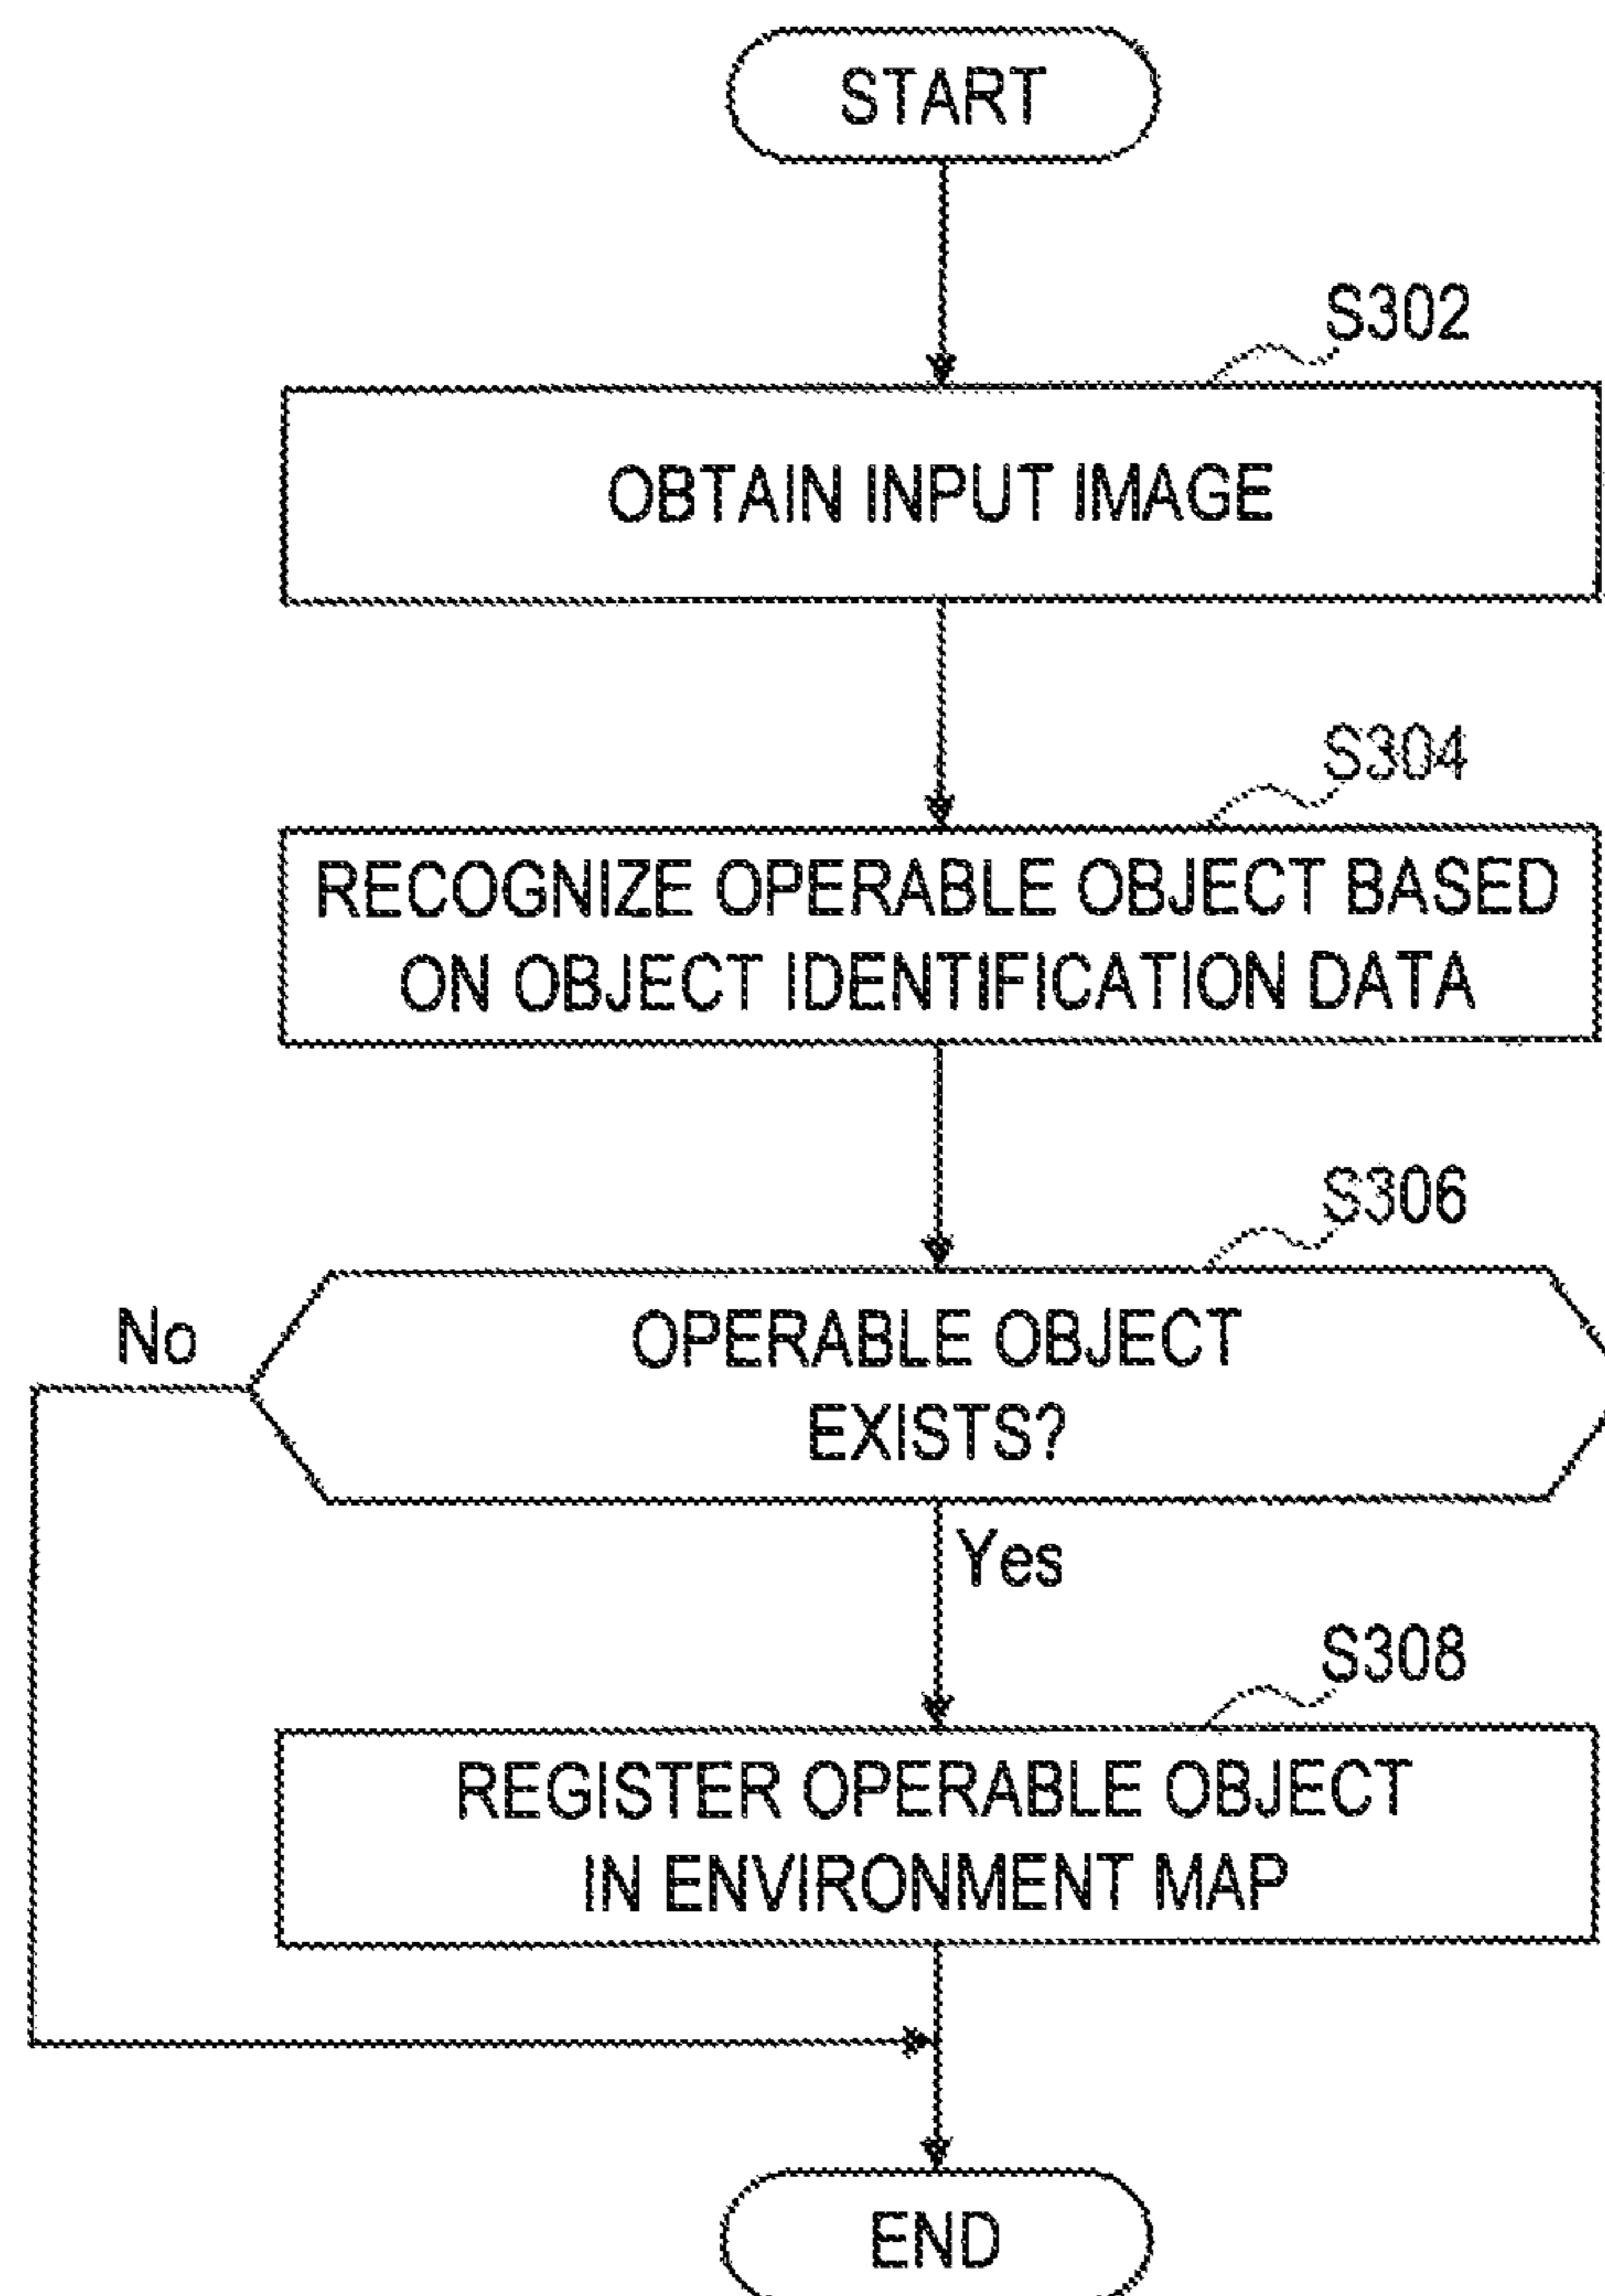 START
S302
OBTAIN INPUT IMAGE
S304
RECOGNIZE OPERABLE OBJECT BASED
ON OBJECT IDENTIFICATION DATA
S306
No
OPERABLE OBJECT
EXISTS?
Yes
S308
REGISTER OPERABLE OBJECT
IN ENVIRONMENT MAP
END